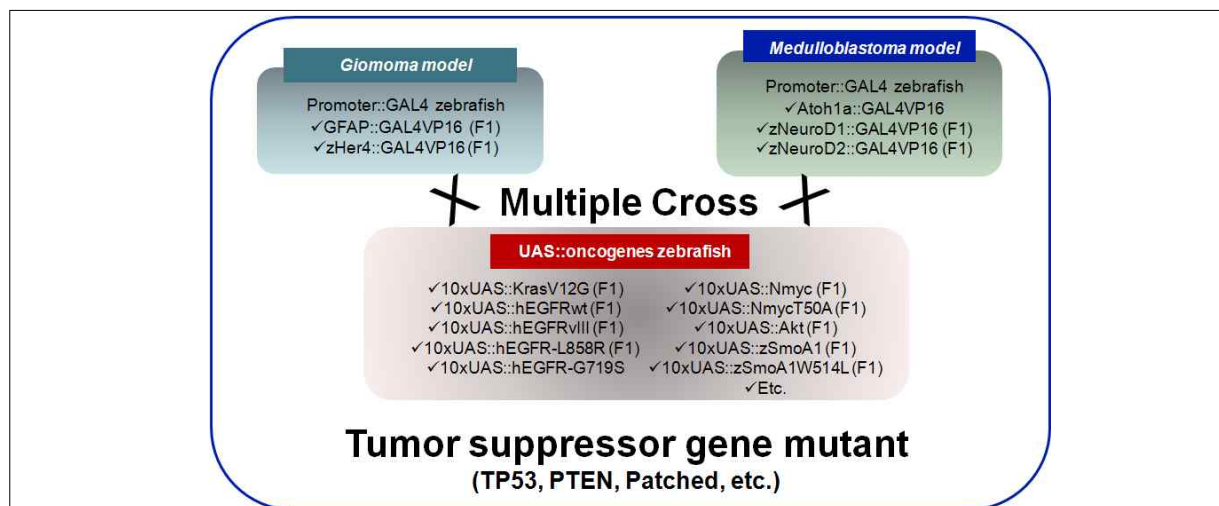 Giomoma model
Promoter::GAL4 zebrafish
✓GFAP::GAL4VP16 (F1)
✓zHer4::GAL4VP16 (F1)
Medulloblastoma model
Promoter::GAL4 zebrafish
✓Atoh1a::GAL4VP16
✓zNeuroD1::GAL4VP16 (F1)
✓zNeuroD2::GAL4VP16 (F1)
Multiple Cross
UAS::oncogenes zebrafish
✓10xUAS::KrasV12G (F1)
✓10xUAS::hEGFRwt (F1)
✓10xUAS::hEGFRvIII (F1)
✓10xUAS::hEGFR-L858R (F1)
✓10xUAS::hEGFR-G719S
✓10xUAS::Nmyc (F1)
✓10xUAS::NmycT50A (F1)
✓10xUAS::Akt (F1)
✓10xUAS::zSmoA1 (F1)
✓10xUAS::zSmoA1W514L (F1)
✓Etc.
Tumor suppressor gene mutant
(TP53, PTEN, Patched, etc.)